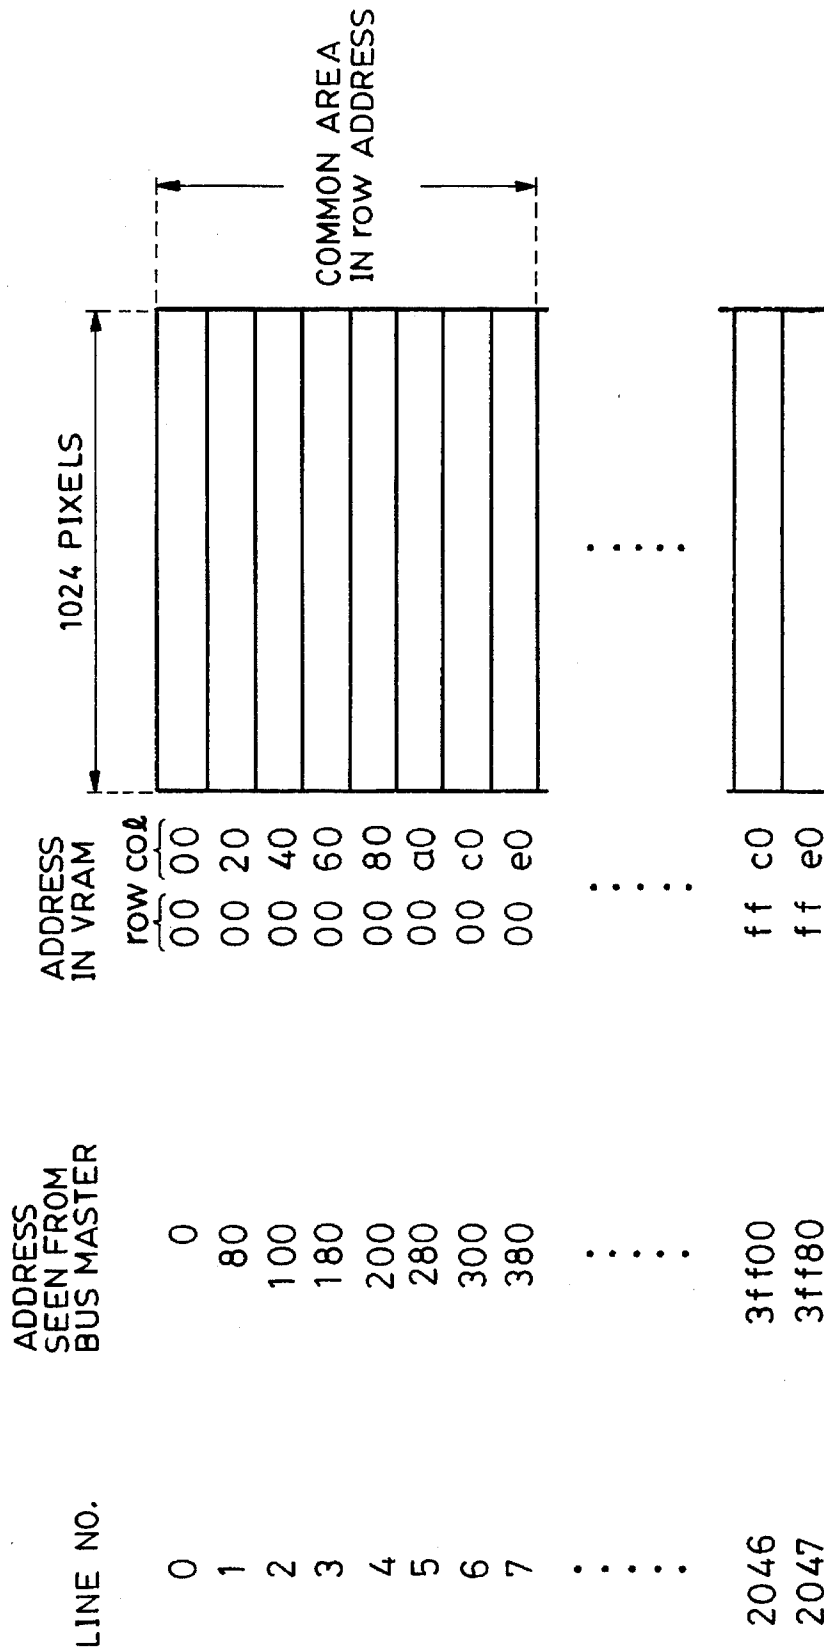 1024 PIXELS
COMMON AREA
IN row ADDRESS
LINE NO.
ADDRESS
SEEN FROM
BUS MASTER
ADDRESS
IN VRAM
row col
0 0 00 00
1 80 00 20
2 100 00 40
3 180 00 60
4 200 00 80
5 280 00 a0
6 300 00 c0
7 380 00 e0
..... ..... ..... .....
2046 3ff00 ff c0
2047 3ff80 ff e0